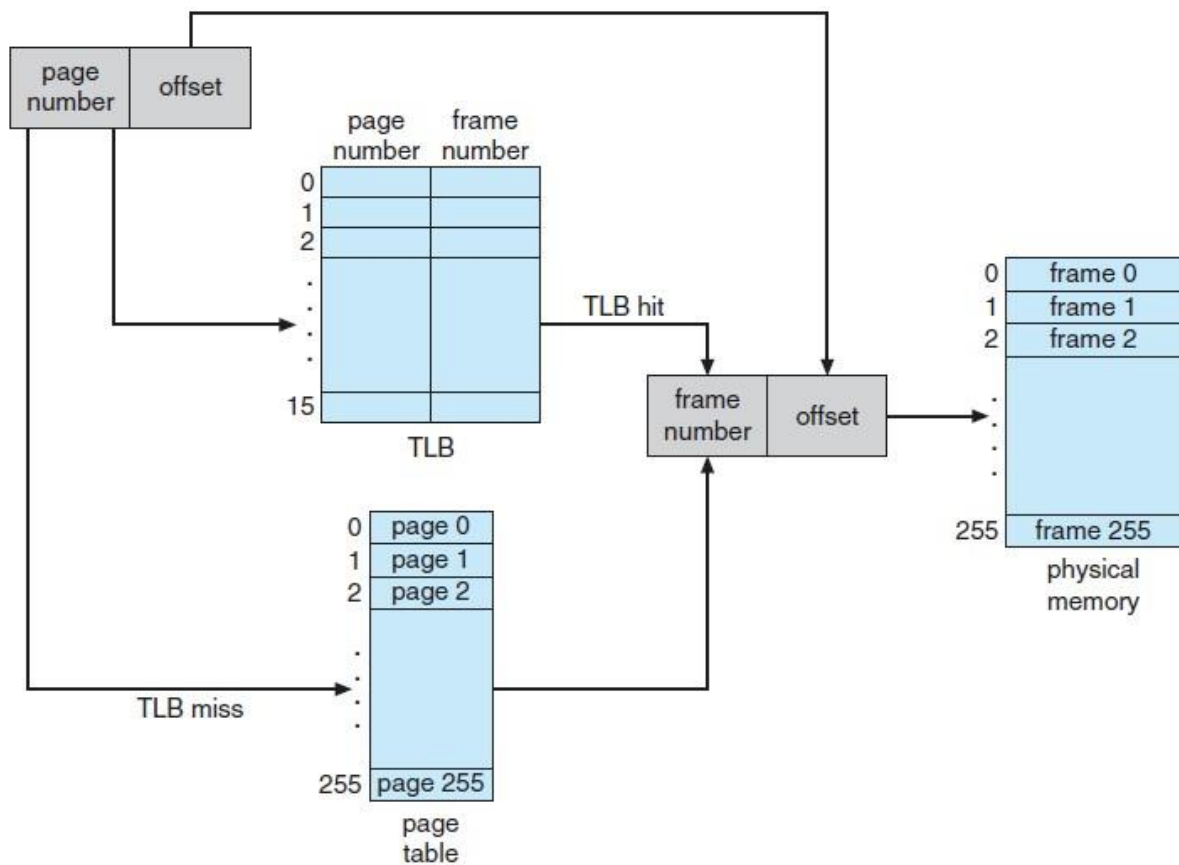 page
number
offset
page
number
frame
number
0
1
2
.
.
.
.
15
TLB
TLB hit
frame
number
offset
0 frame 0
1 frame 1
2 frame 2
.
.
.
.
255 frame 255
physical
memory
0 page 0
1 page 1
2 page 2
.
.
.
.
TLB miss
255 page 255
page
table